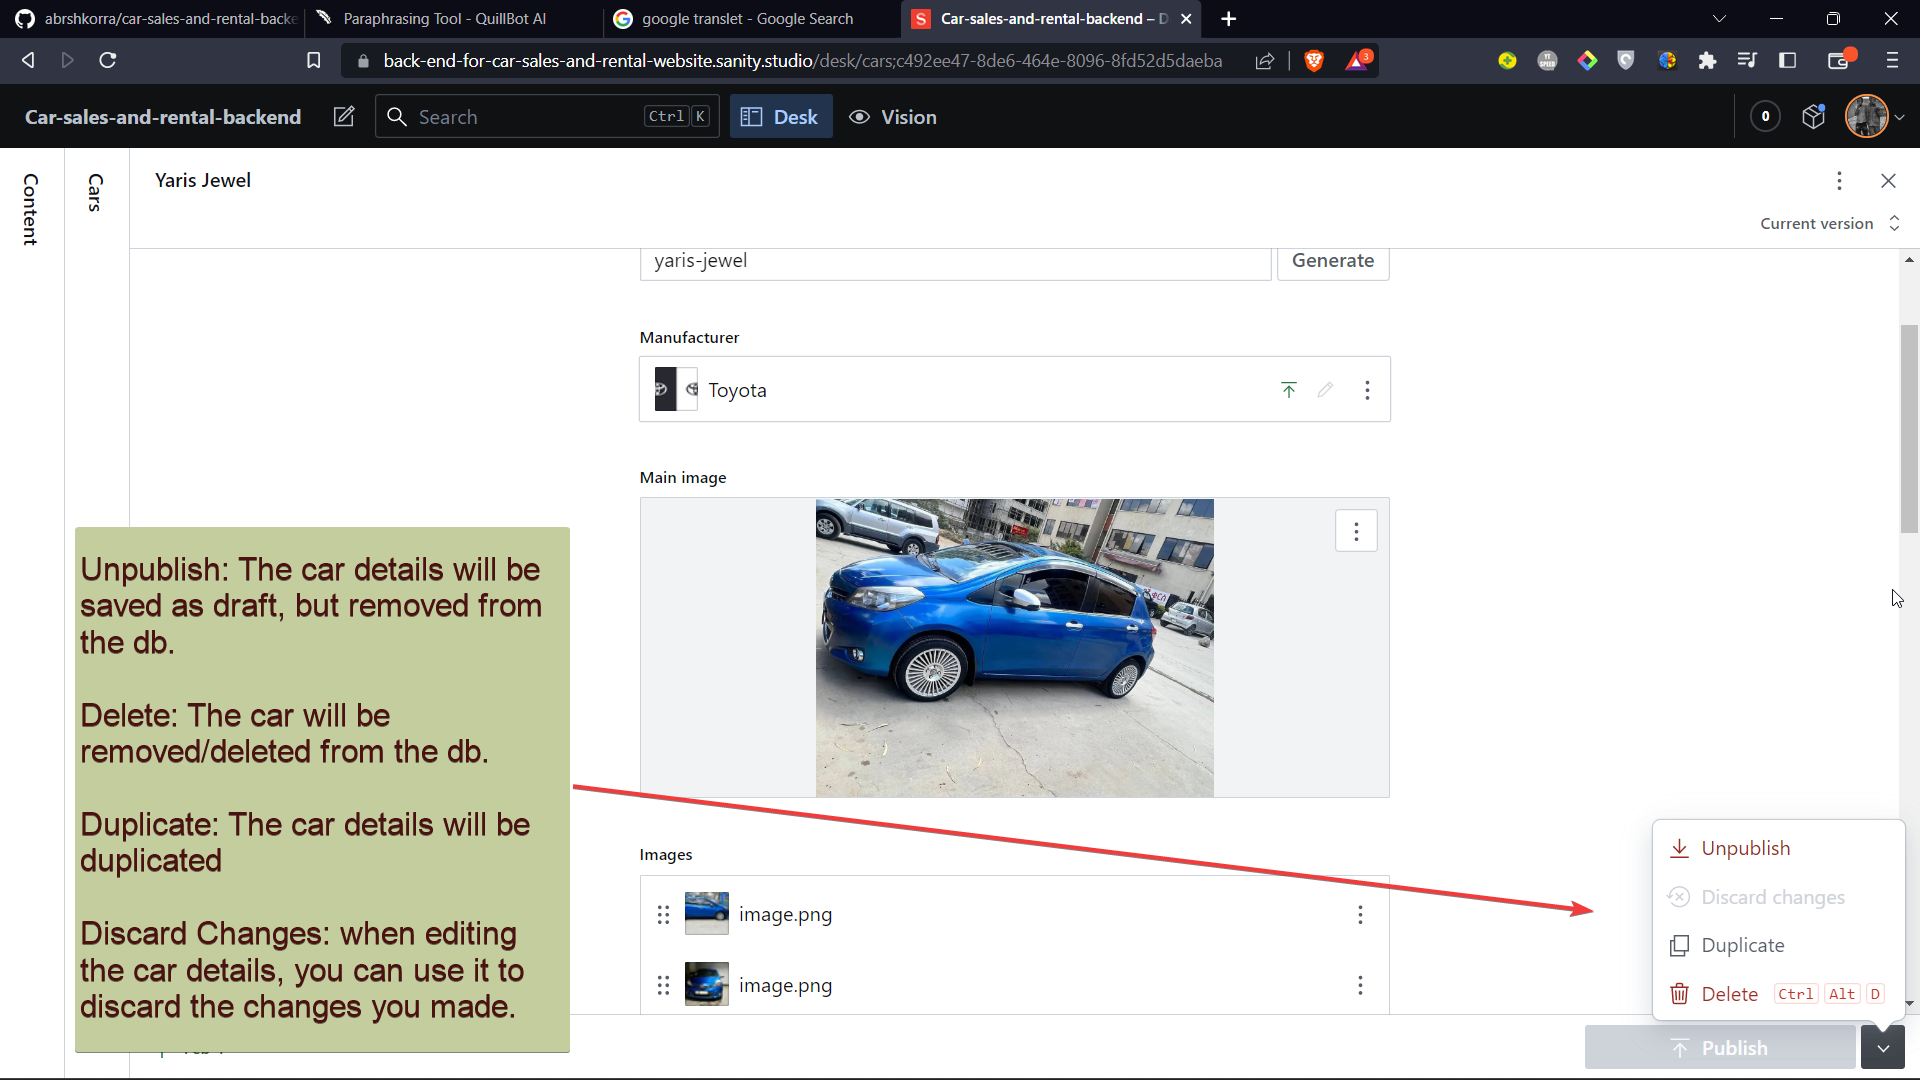 abrshkorra/car-sales-and-rental-backe
Paraphrasing Tool - QuillBot AI
google translet - Google Search
Car-sales-and-rental-backend – D
back-end-for-car-sales-and-rental-website.sanity.studio/desk/cars;c492ee47-8de6-464e-8096-8fd52d5daeba
3
Car-sales-and-rental-backend
Search
Ctrl K
Desk
Vision
0
Content
Cars
Yaris Jewel
Current version
yaris-jewel
Generate
Manufacturer
Toyota
Main image
Unpublish: The car details will be
saved as draft, but removed from
the db.
Delete: The car will be
removed/deleted from the db.
Duplicate: The car details will be
duplicated
Discard Changes: when editing
the car details, you can use it to
discard the changes you made.
Images
image.png
image.png
Unpublish
Discard changes
Duplicate
Delete Ctrl Alt D
Publish